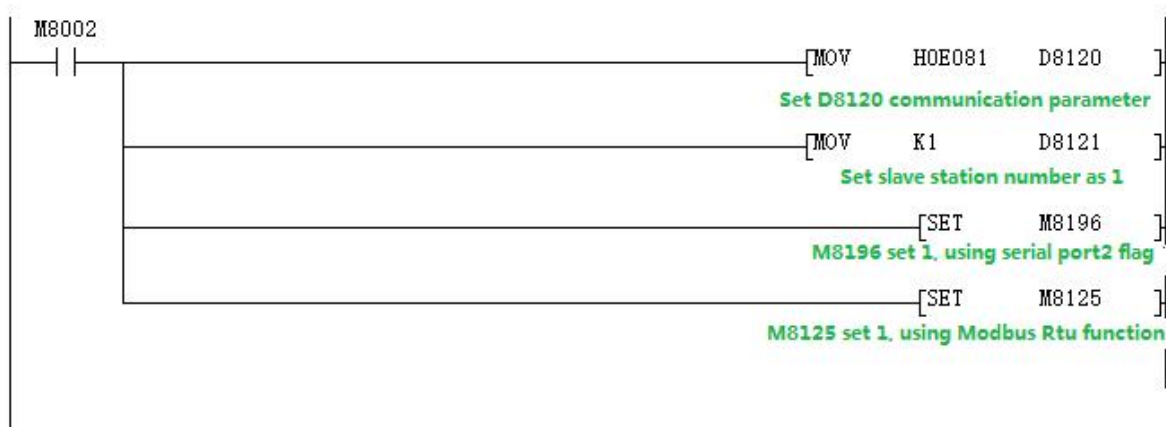 M8002
[MOV H0E081 D8120 ]
Set D8120 communication parameter
[MOV K1 D8121 ]
Set slave station number as 1
[SET M8196 ]
M8196 set 1, using serial port2 flag
[SET M8125 ]
M8125 set 1, using Modbus Rtu function